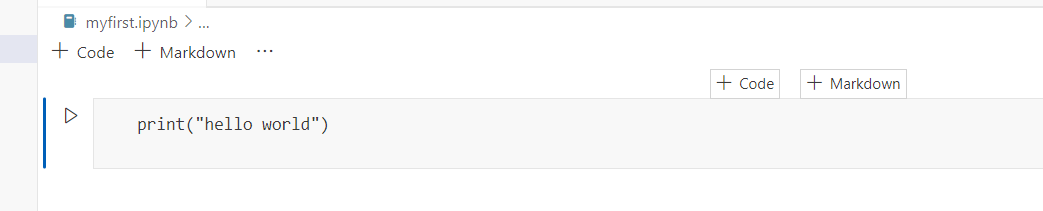 myfirst.ipynb > ...
+ Code + Markdown ...
+ Code + Markdown
print("hello world")